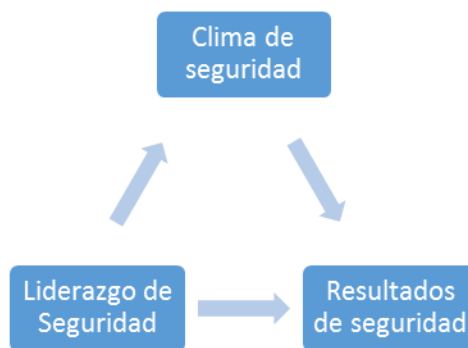 Clima de
seguridad
Liderazgo de
Seguridad
Resultados
de seguridad